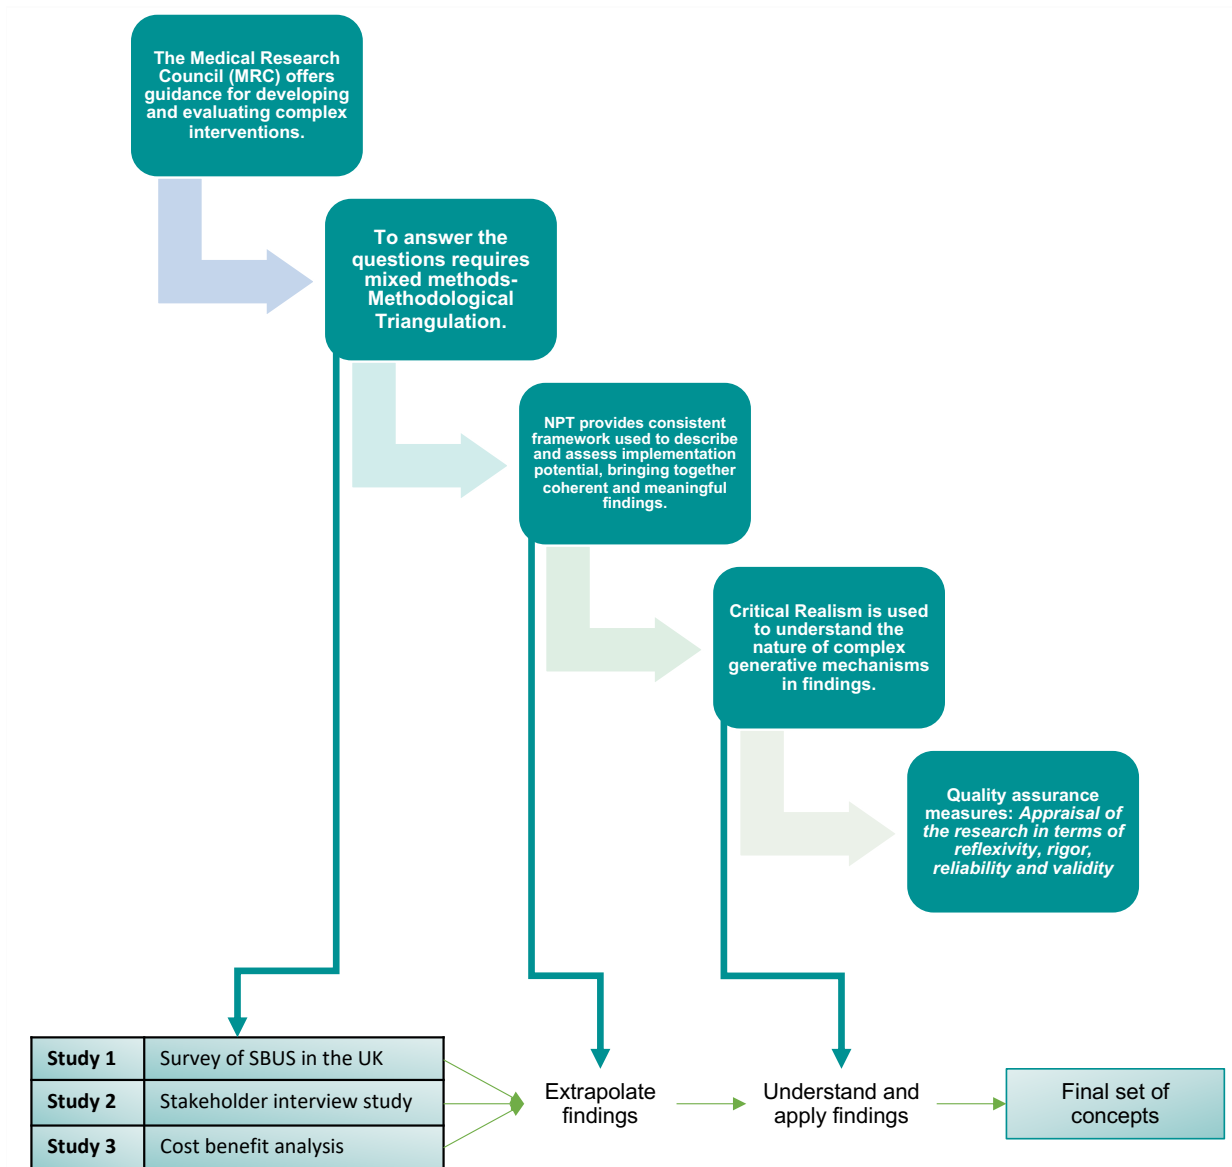 The Medical Research
Council (MRC) offers
guidance for developing
and evaluating complex
interventions.
To answer the
questions requires
mixed methods-
Methodological
Triangulation.
NPT provides consistent
framework used to describe
and assess implementation
potential, bringing together
coherent and meaningful
findings.
Critical Realism is used
to understand the
nature of complex
generative mechanisms
in findings.
Quality assurance
measures: Appraisal of
the research in terms of
reflexivity, rigor,
reliability and validity
Study 1 Survey of SBUS in the UK
Study 2 Stakeholder interview study
Study 3 Cost benefit analysis
Extrapolate
findings
Understand and
apply findings
Final set of
concepts